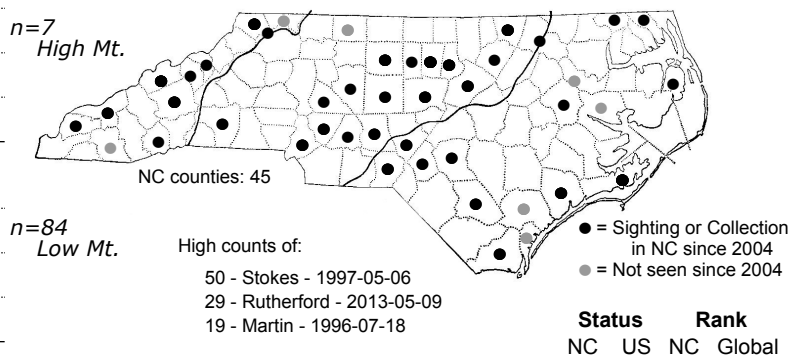 n=7
High Mt.
NC counties: 45
n=84
Low Mt.
High counts of:
50 - Stokes - 1997-05-06
29 - Rutherford - 2013-05-09
19 - Martin - 1996-07-18
● = Sighting or Collection
in NC since 2004
● = Not seen since 2004
Status Rank
NC US NC Global